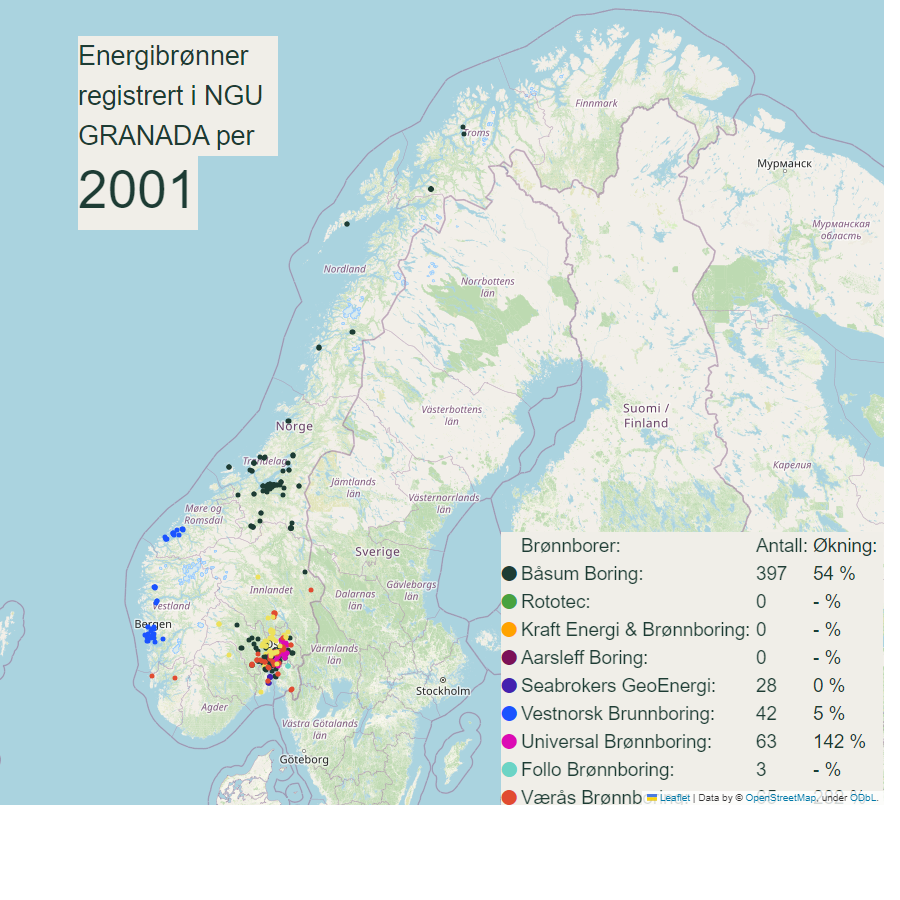 Energibrønner
registrert i NGU
GRANADA per
2001
Finnmark
Troms
Мурманск
Мурманская
область
Nordland
Norrbottens
län
Västerbottens
län
Suomi /
Finland
Norge
Trøndelag
Карелия
Jämtlands
län
Västernorrlands
län
Møre og
Romsdal
Sverige
Innlandet
Gävleborgs
län
Dalarnas
län
Vestland
Bergen
Värmlands
län
Stockholm
Agder
Västra Götalands
län
Göteborg
Brønnborer: Antall: Økning:
Båsum Boring: 397 54 %
Rototec: 0 - %
Kraft Energi & Brønnboring: 0 - %
Aarsleff Boring: 0 - %
Seabrokers GeoEnergi: 28 0 %
Vestnorsk Brunnboring: 42 5 %
Universal Brønnboring: 63 142 %
Follo Brønnboring: 3 - %
Værås Brønnb
Leaflet | Data by © OpenStreetMap, under ODbL.